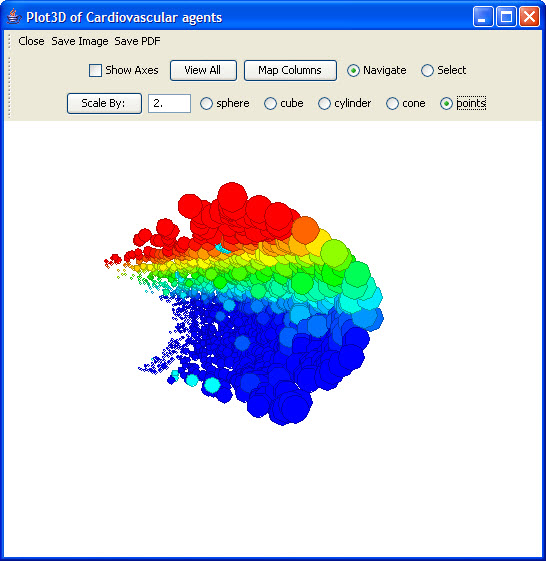 Plot3D of Cardiovascular agents
Close Save Image Save PDF
Show Axes View All Map Columns Navigate Select
Scale By: 2. sphere cube cylinder cone points